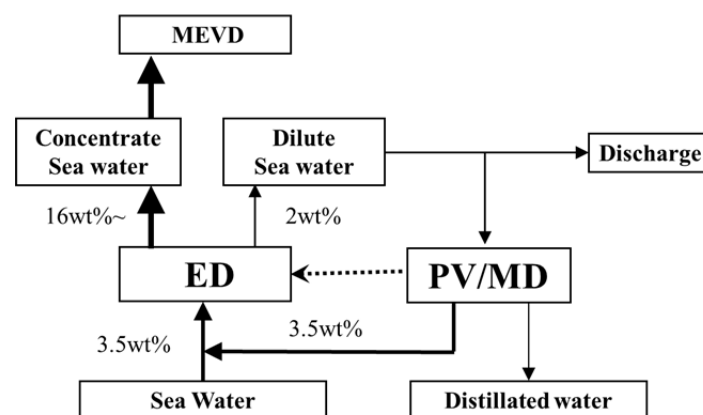 MEVD
Concentrate
Sea water
Dilute
Sea water
Discharge
16wt%~
2wt%
ED
PV/MD
3.5wt%
3.5wt%
Sea Water
Distillated water